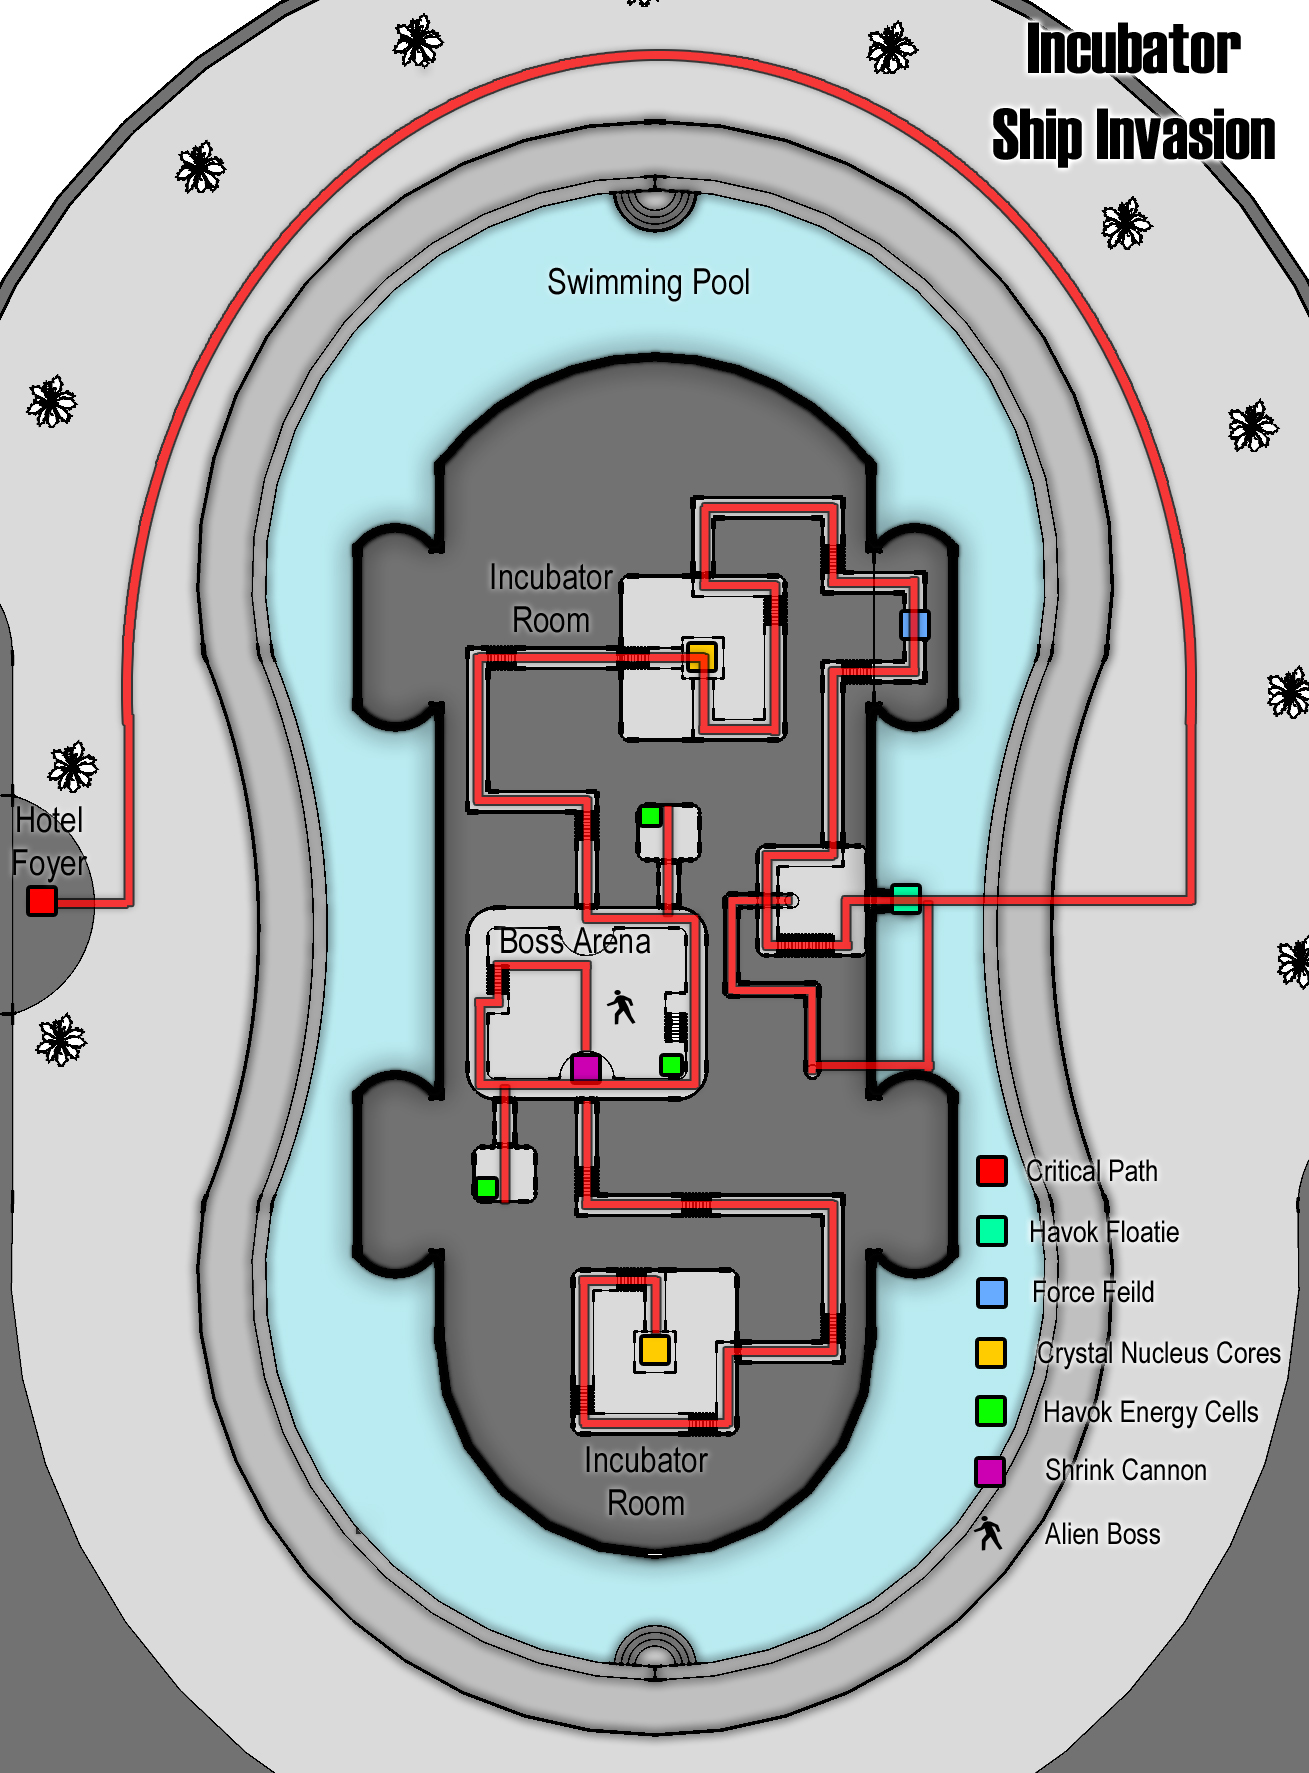 Incubator
Ship Invasion
Swimming Pool
Incubator
Room
Hotel
Foyer
Boss Arena
Critical Path
Havok Floatie
Force Feild
Crystal Nucleus Cores
Havok Energy Cells
Shrink Cannon
Alien Boss
Incubator
Room